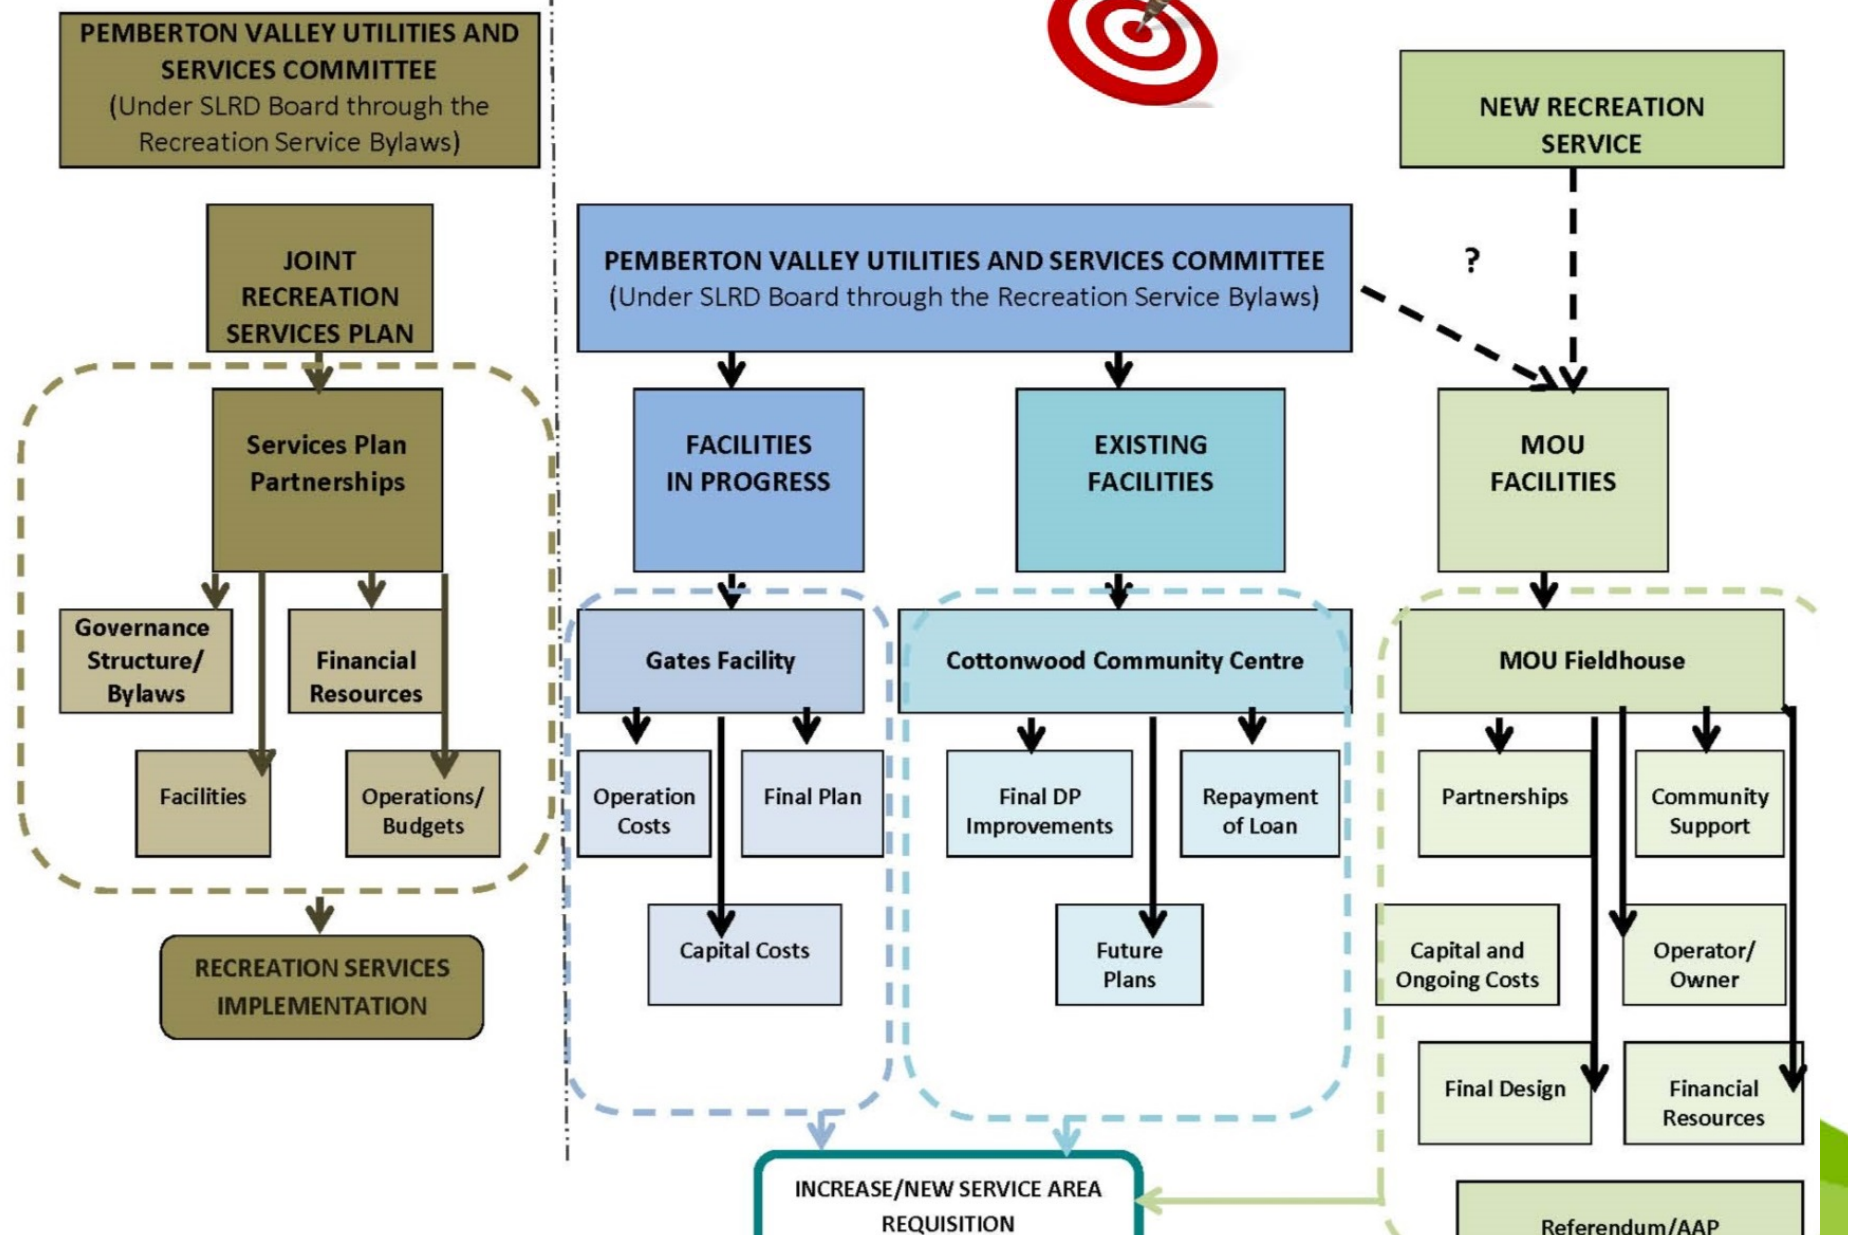 PEMBERTON VALLEY UTILITIES AND
SERVICES COMMITTEE
(Under SLRD Board through the
Recreation Service Bylaws)
JOINT
RECREATION
SERVICES PLAN
Services Plan
Partnerships
Governance
Structure/
Bylaws
Financial
Resources
Facilities
Operations/
Budgets
RECREATION SERVICES
IMPLEMENTATION
NEW RECREATION
SERVICE
PEMBERTON VALLEY UTILITIES AND SERVICES COMMITTEE
(Under SLRD Board through the Recreation Service Bylaws)
?
FACILITIES
IN PROGRESS
Gates Facility
Operation
Costs
Final Plan
Capital Costs
EXISTING
FACILITIES
Cottonwood Community Centre
Final DP
Improvements
Repayment
of Loan
Future
Plans
MOU
FACILITIES
MOU Fieldhouse
Partnerships
Community
Support
Capital and
Ongoing Costs
Operator/
Owner
Final Design
Financial
Resources
Referendum/AAP
INCREASE/NEW SERVICE AREA
REQUISITION